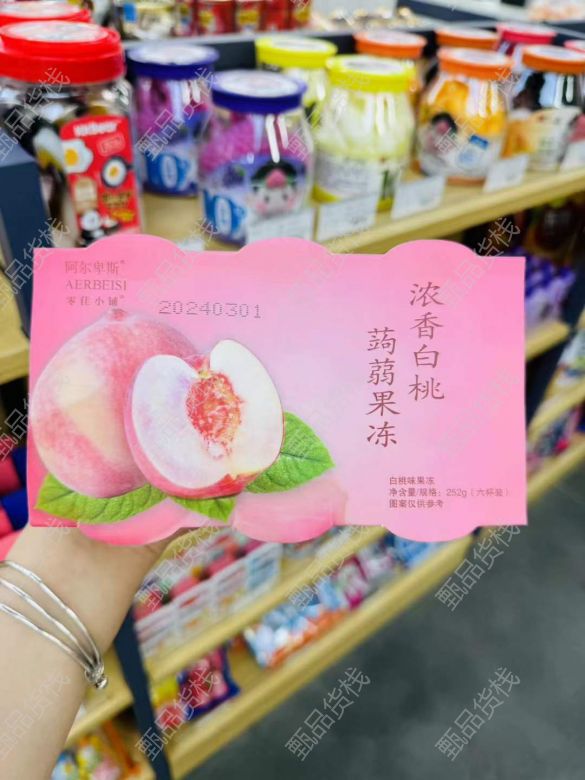 阿尔卑斯®
AERBEISI
零佳小铺®
20240301
浓香白桃
蒟蒻果冻
白桃味果冻
净含量/规格：252g（六杯装）
图案仅供参考
甄品货栈